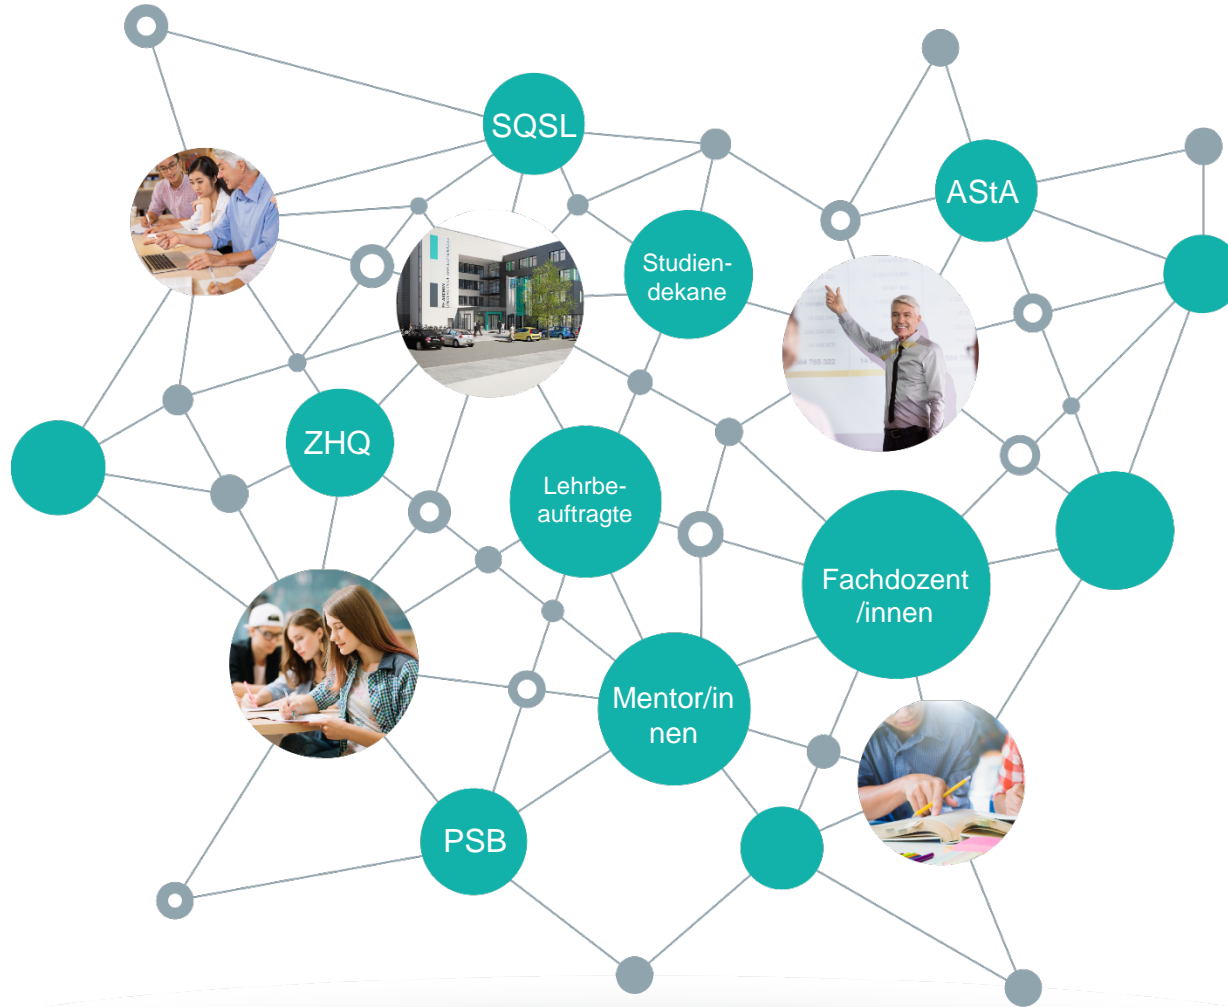 SQSL
AStA
Studien-
dekane
ZHQ
Lehrbe-
auftragte
Fachdozent
/innen
Mentor/in
nen
PSB